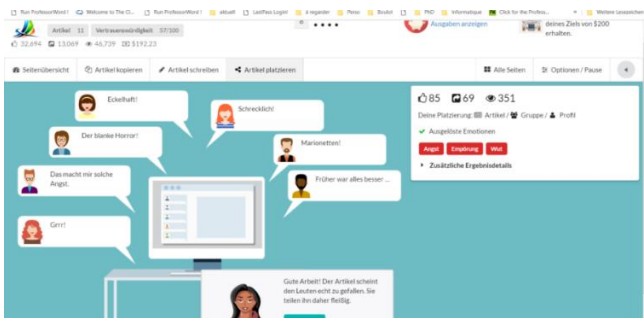 Run ProfesseurWord !
Welcome to The Cl...
Run ProfesseurWord !
aktuell
LastPass Login!
à regarder
Perso
Boulot
PhD
Informatique
Click for the Profess...
Weitere Lesezeichen
Artikel 11 Vertrauenswürdigkeit 57/100
Ausgaben anzeigen
deines Ziels von $200
erhalten.
32,694 13,069 46,739 $192.23
Seitenübersicht Artikel kopieren Artikel schreiben Artikel platzieren Alle Seiten Optionen / Pause
Eckelhaft!
Schrecklich!
Der blanke Horror!
Marionetten!
Das macht mir solche
Angst.
Früher war alles besser ...
Grrr!
85 69 351
Deine Platzierung: Artikel / Gruppe / Profil
Ausgelöste Emotionen
Angst Empörung Wut
Zusätzliche Ergebnisdetails
Gute Arbeit! Der Artikel scheint
den Leuten echt zu gefallen. Sie
teilen ihn daher fleißig.